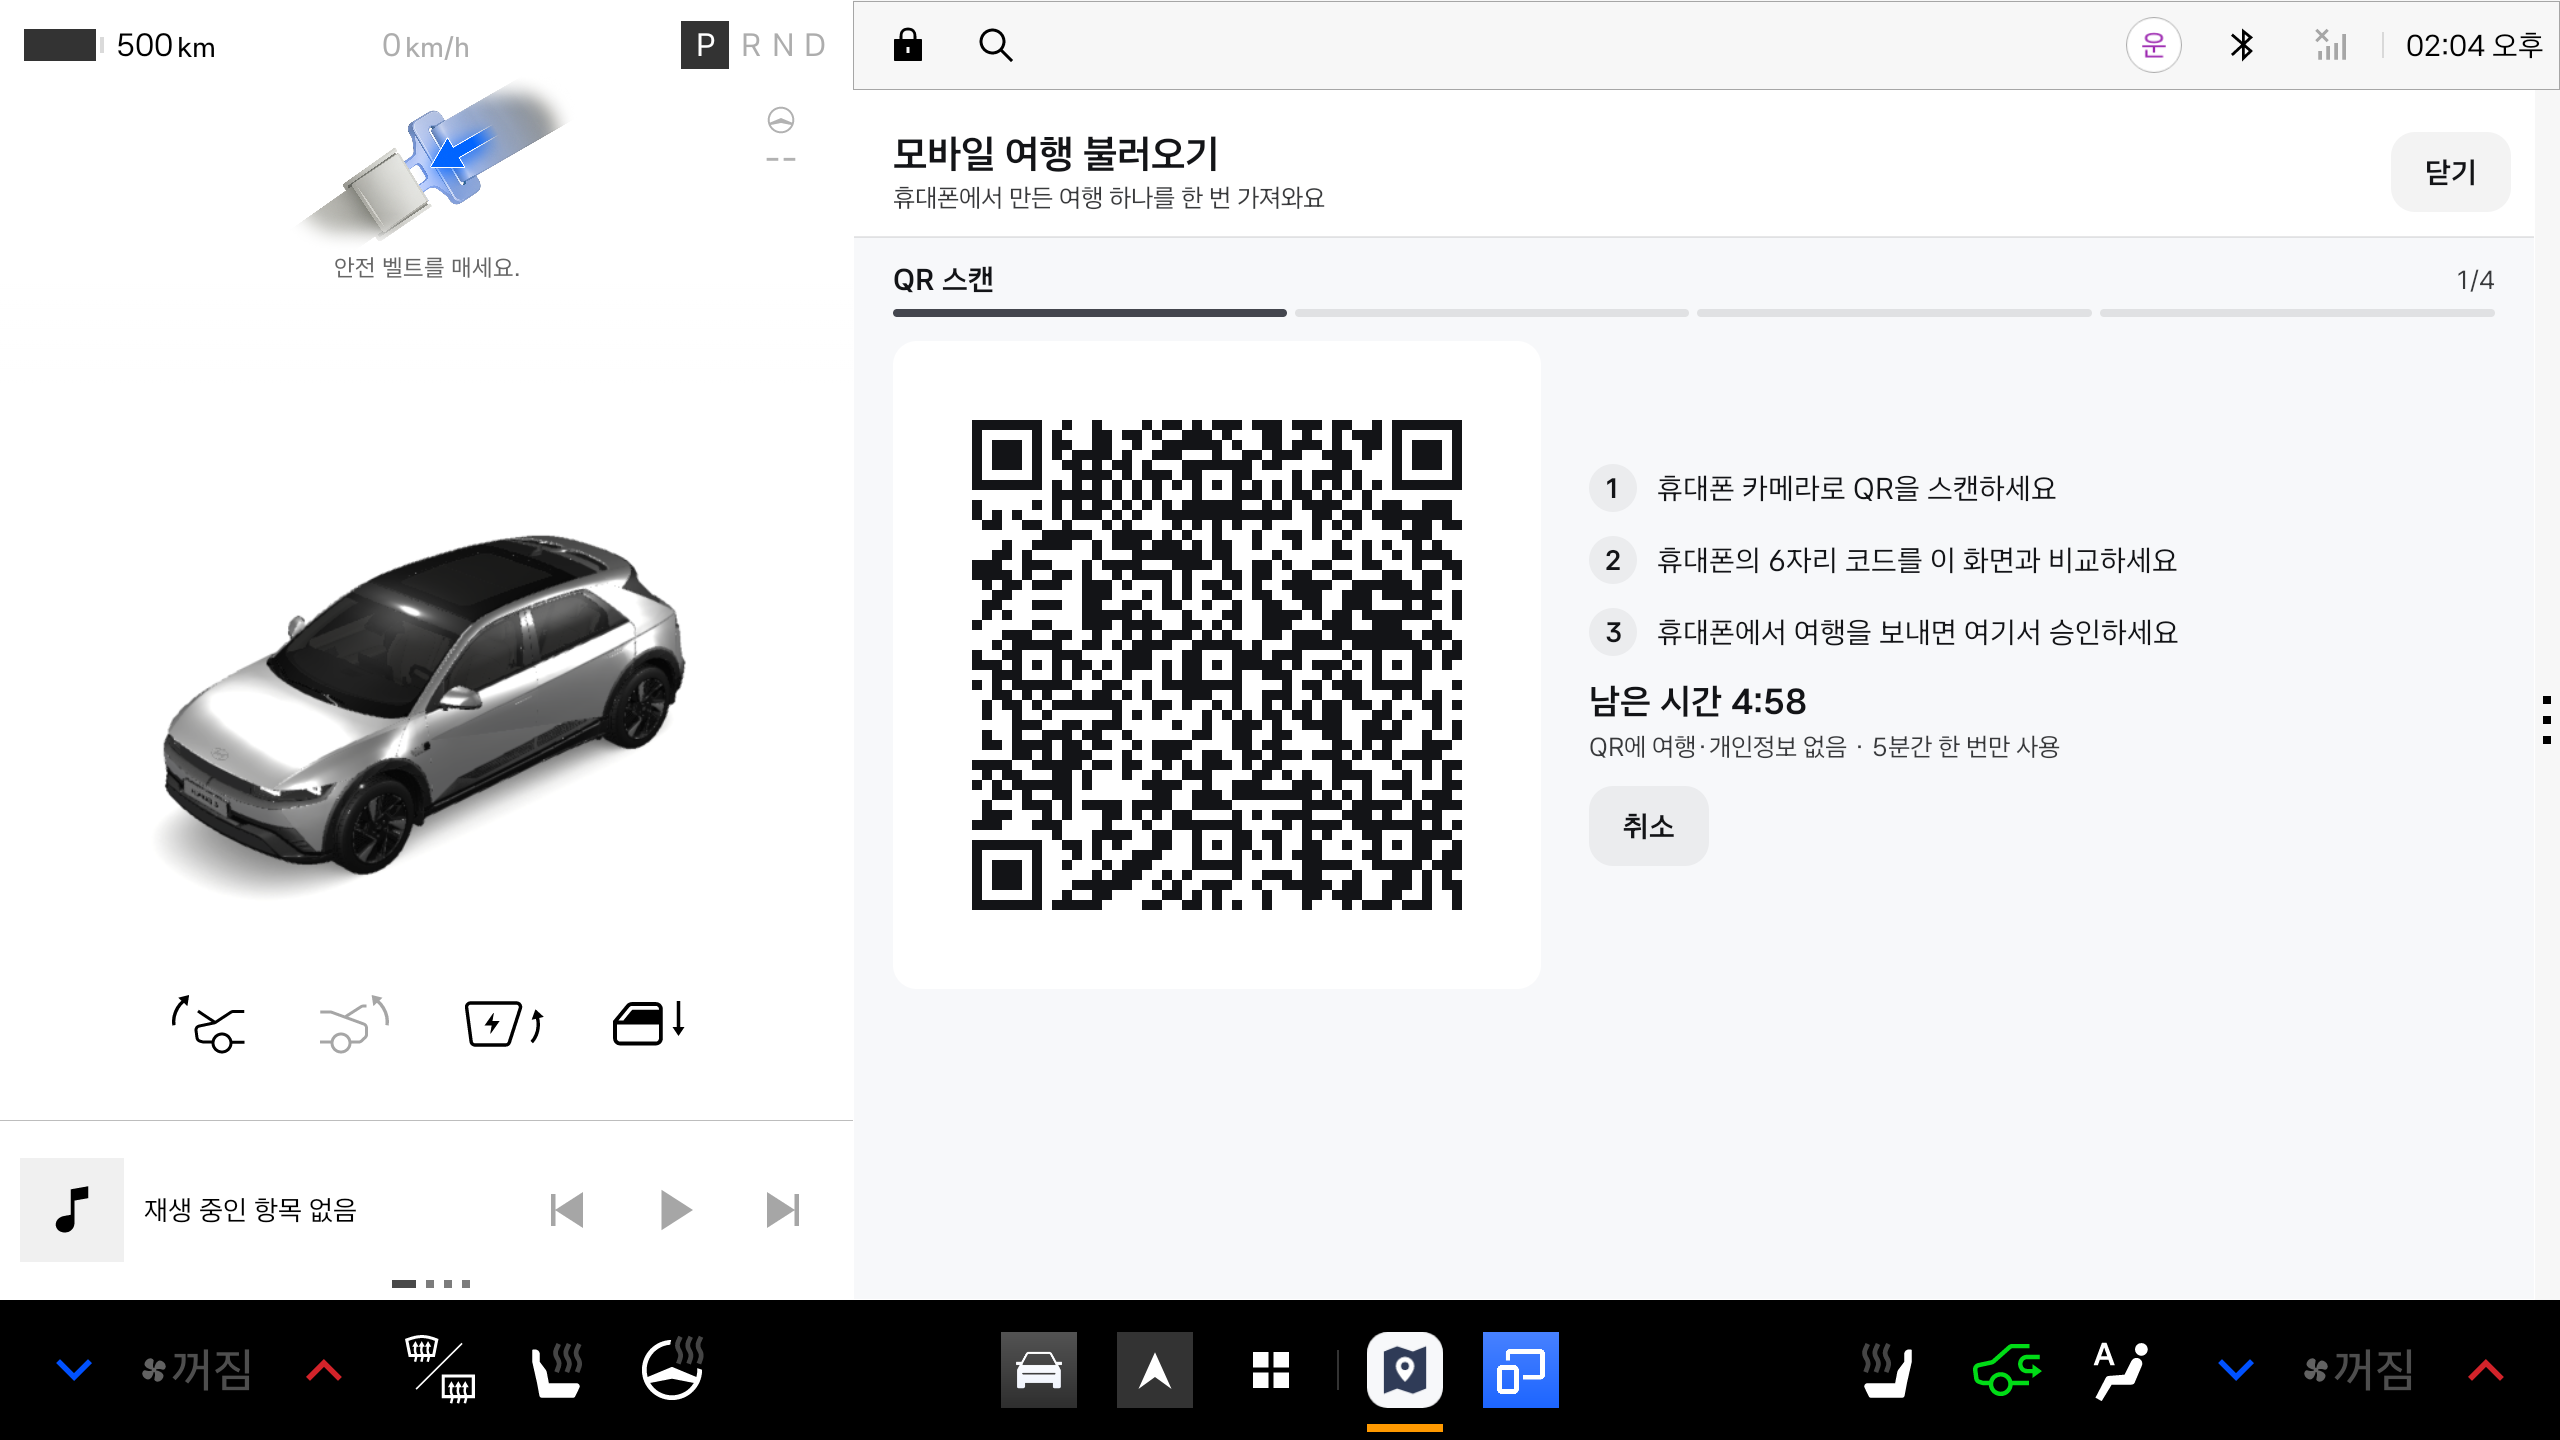 500 km
0 km/h
P R N D
운
02:04 오후
안전 벨트를 매세요.
모바일 여행 불러오기
휴대폰에서 만든 여행 하나를 한 번 가져와요
닫기
QR 스캔
1/4
1 휴대폰 카메라로 QR을 스캔하세요
2 휴대폰의 6자리 코드를 이 화면과 비교하세요
3 휴대폰에서 여행을 보내면 여기서 승인하세요
남은 시간 4:58
QR에 여행·개인정보 없음 · 5분간 한 번만 사용
취소
재생 중인 항목 없음
꺼짐
A
꺼짐